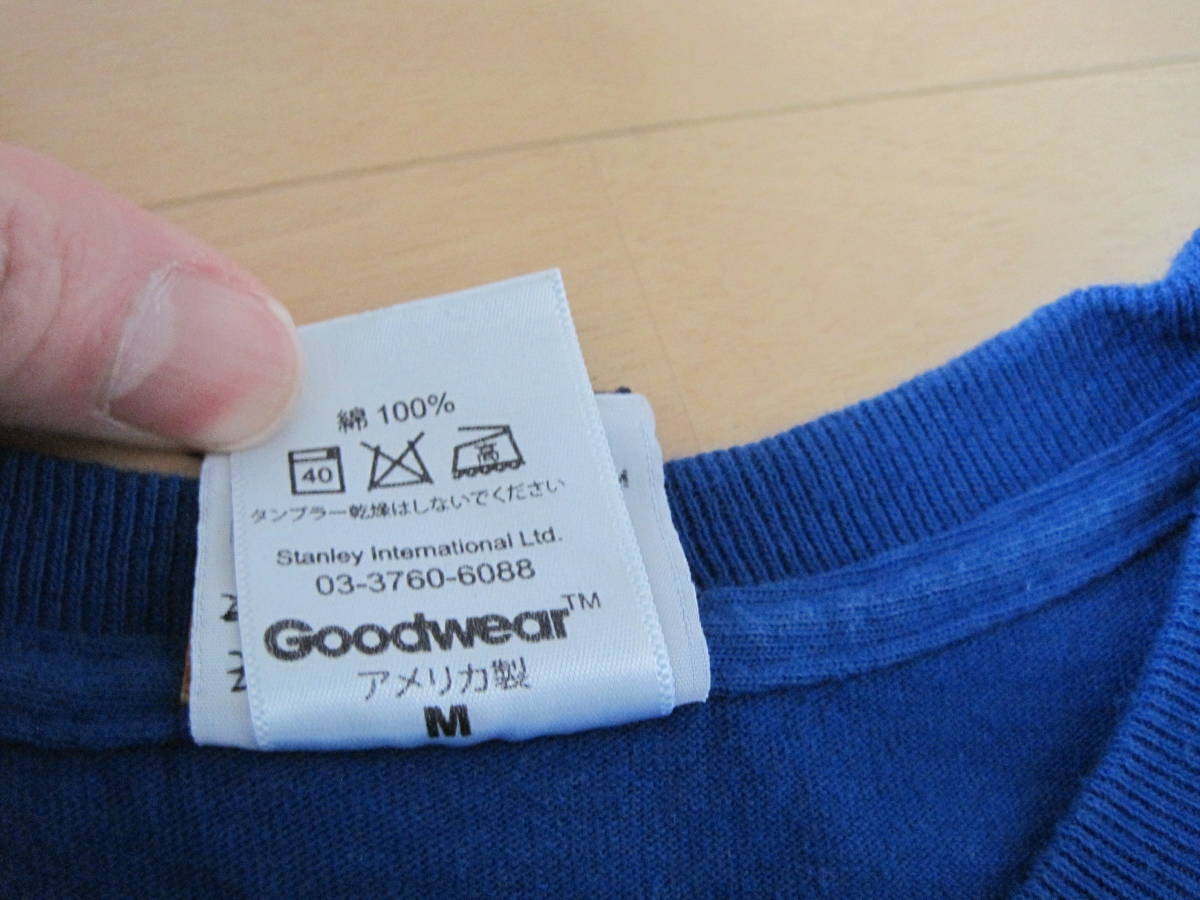 綿 100%
40 高
タンブラー乾燥はしないでください
Stanley International Ltd.
03-3760-6088
Goodwear™
アメリカ製
M